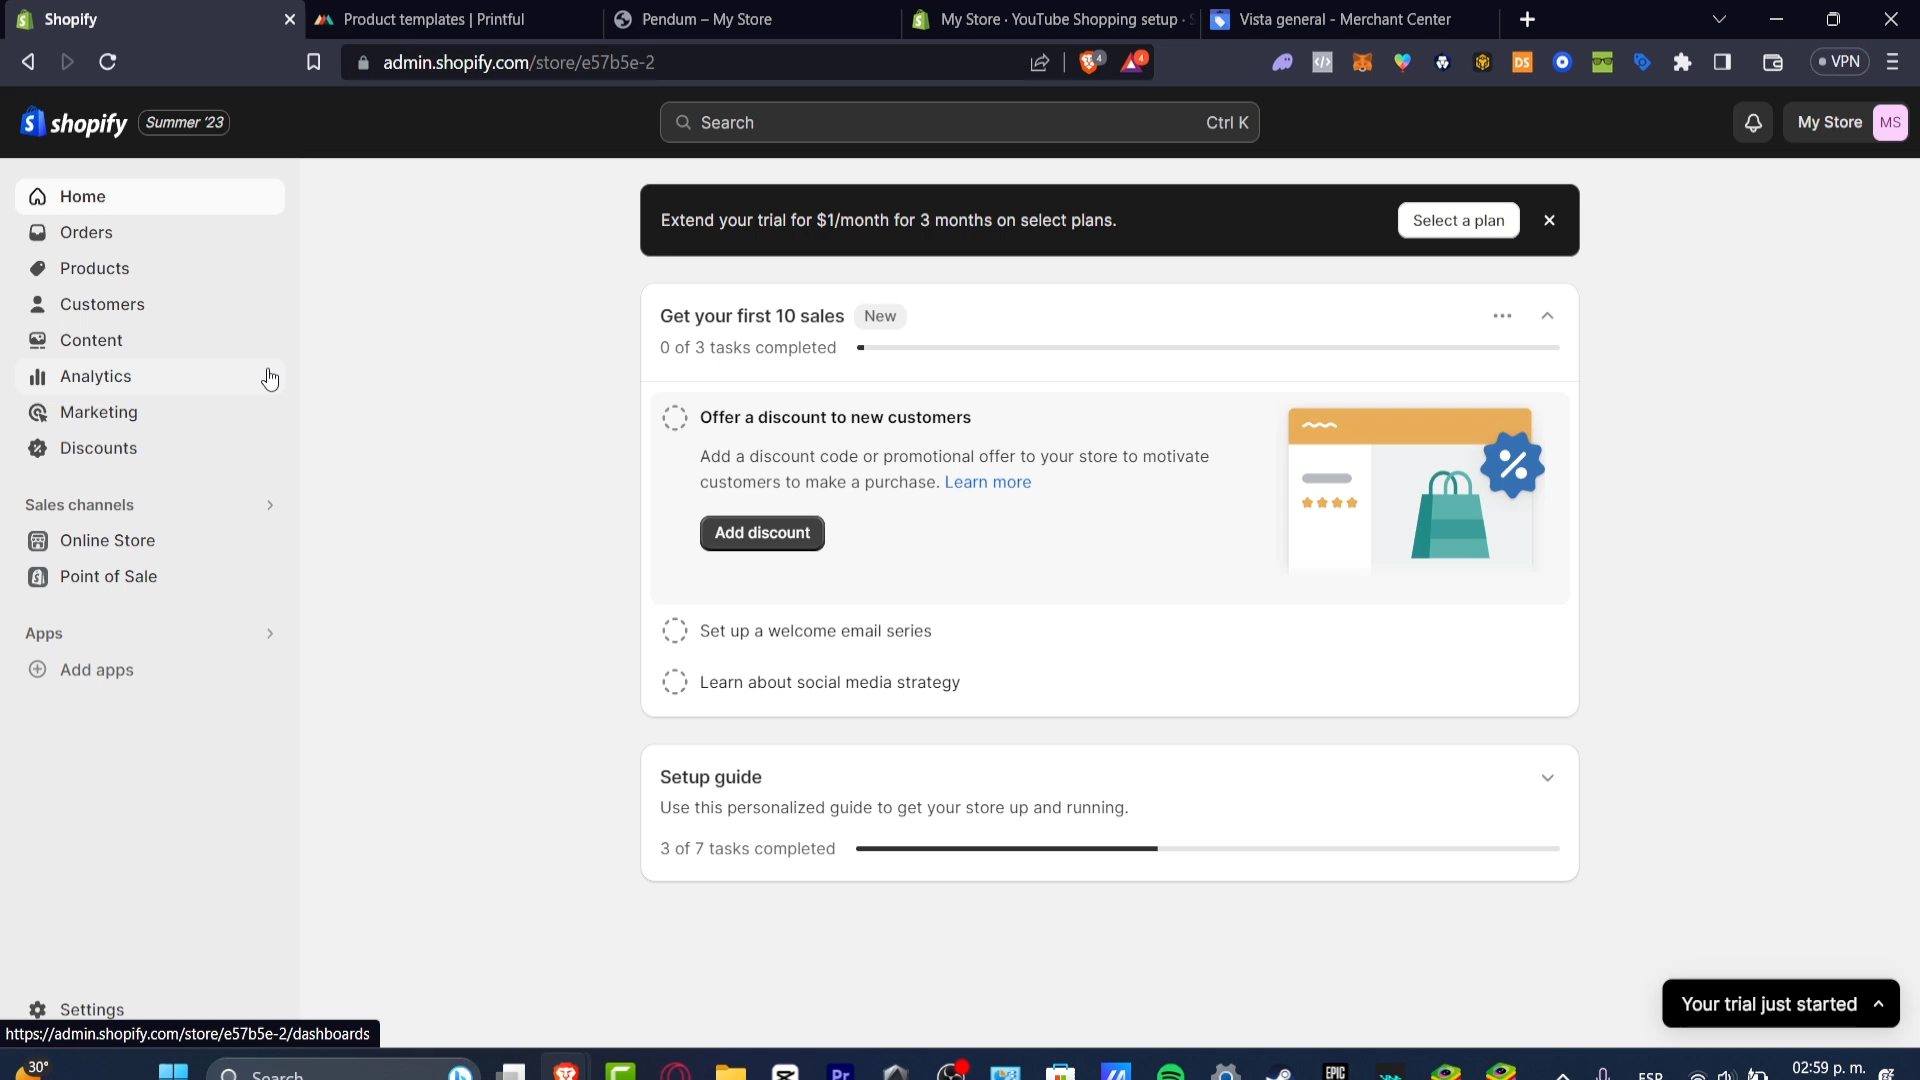 Shopify
Product templates | Printful
Pendum – My Store
My Store · YouTube Shopping setup ·
Vista general - Merchant Center
admin.shopify.com/store/e57b5e-2
4
4
DS
VPN
shopify
Summer '23
Search
Ctrl K
My Store
MS
Home
Orders
Products
Customers
Content
Analytics
Marketing
Discounts
Sales channels
Online Store
Point of Sale
Apps
Add apps
Settings
Extend your trial for $1/month for 3 months on select plans.
Select a plan
Get your first 10 sales
New
0 of 3 tasks completed
Offer a discount to new customers
Add a discount code or promotional offer to your store to motivate
customers to make a purchase. Learn more
Add discount
Set up a welcome email series
Learn about social media strategy
Setup guide
Use this personalized guide to get your store up and running.
3 of 7 tasks completed
Your trial just started
https://admin.shopify.com/store/e57b5e-2/dashboards
30°
Search
Pr
EPIC
ESP
02:59 p. m.